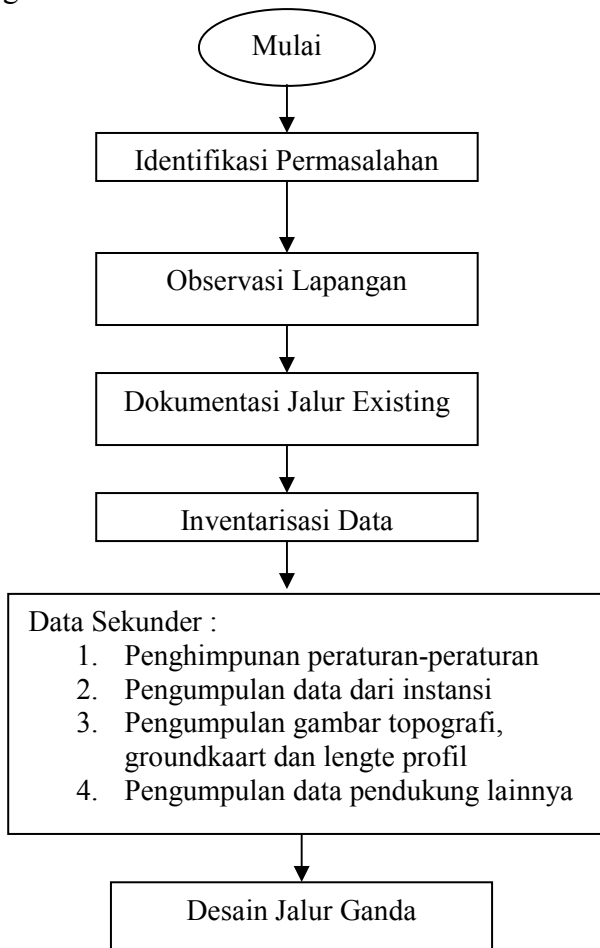 Mulai
Identifikasi Permasalahan
Observasi Lapangan
Dokumentasi Jalur Existing
Inventarisasi Data
Data Sekunder :
1. Penghimpunan peraturan-peraturan
2. Pengumpulan data dari instansi
3. Pengumpulan gambar topografi,
groundkaart dan lengte profil
4. Pengumpulan data pendukung lainnya
Desain Jalur Ganda